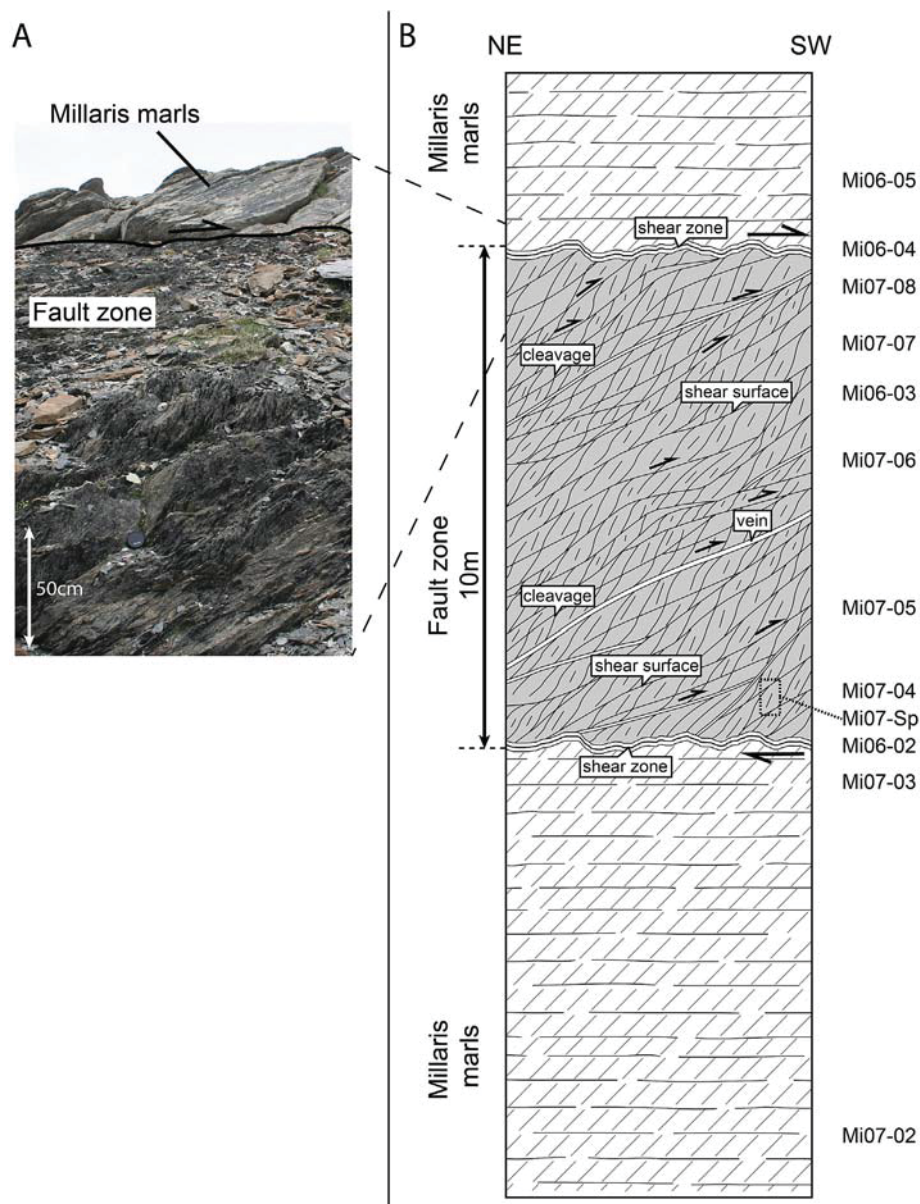 A
Millaris marls
Fault zone
50cm
B
NE
SW
Millaris
marls
Fault zone
10m
Millaris
marls
shear zone
cleavage
shear surface
vein
cleavage
shear surface
shear zone
Mi06-05
Mi06-04
Mi07-08
Mi07-07
Mi06-03
Mi07-06
Mi07-05
Mi07-04
Mi07-Sp
Mi06-02
Mi07-03
Mi07-02